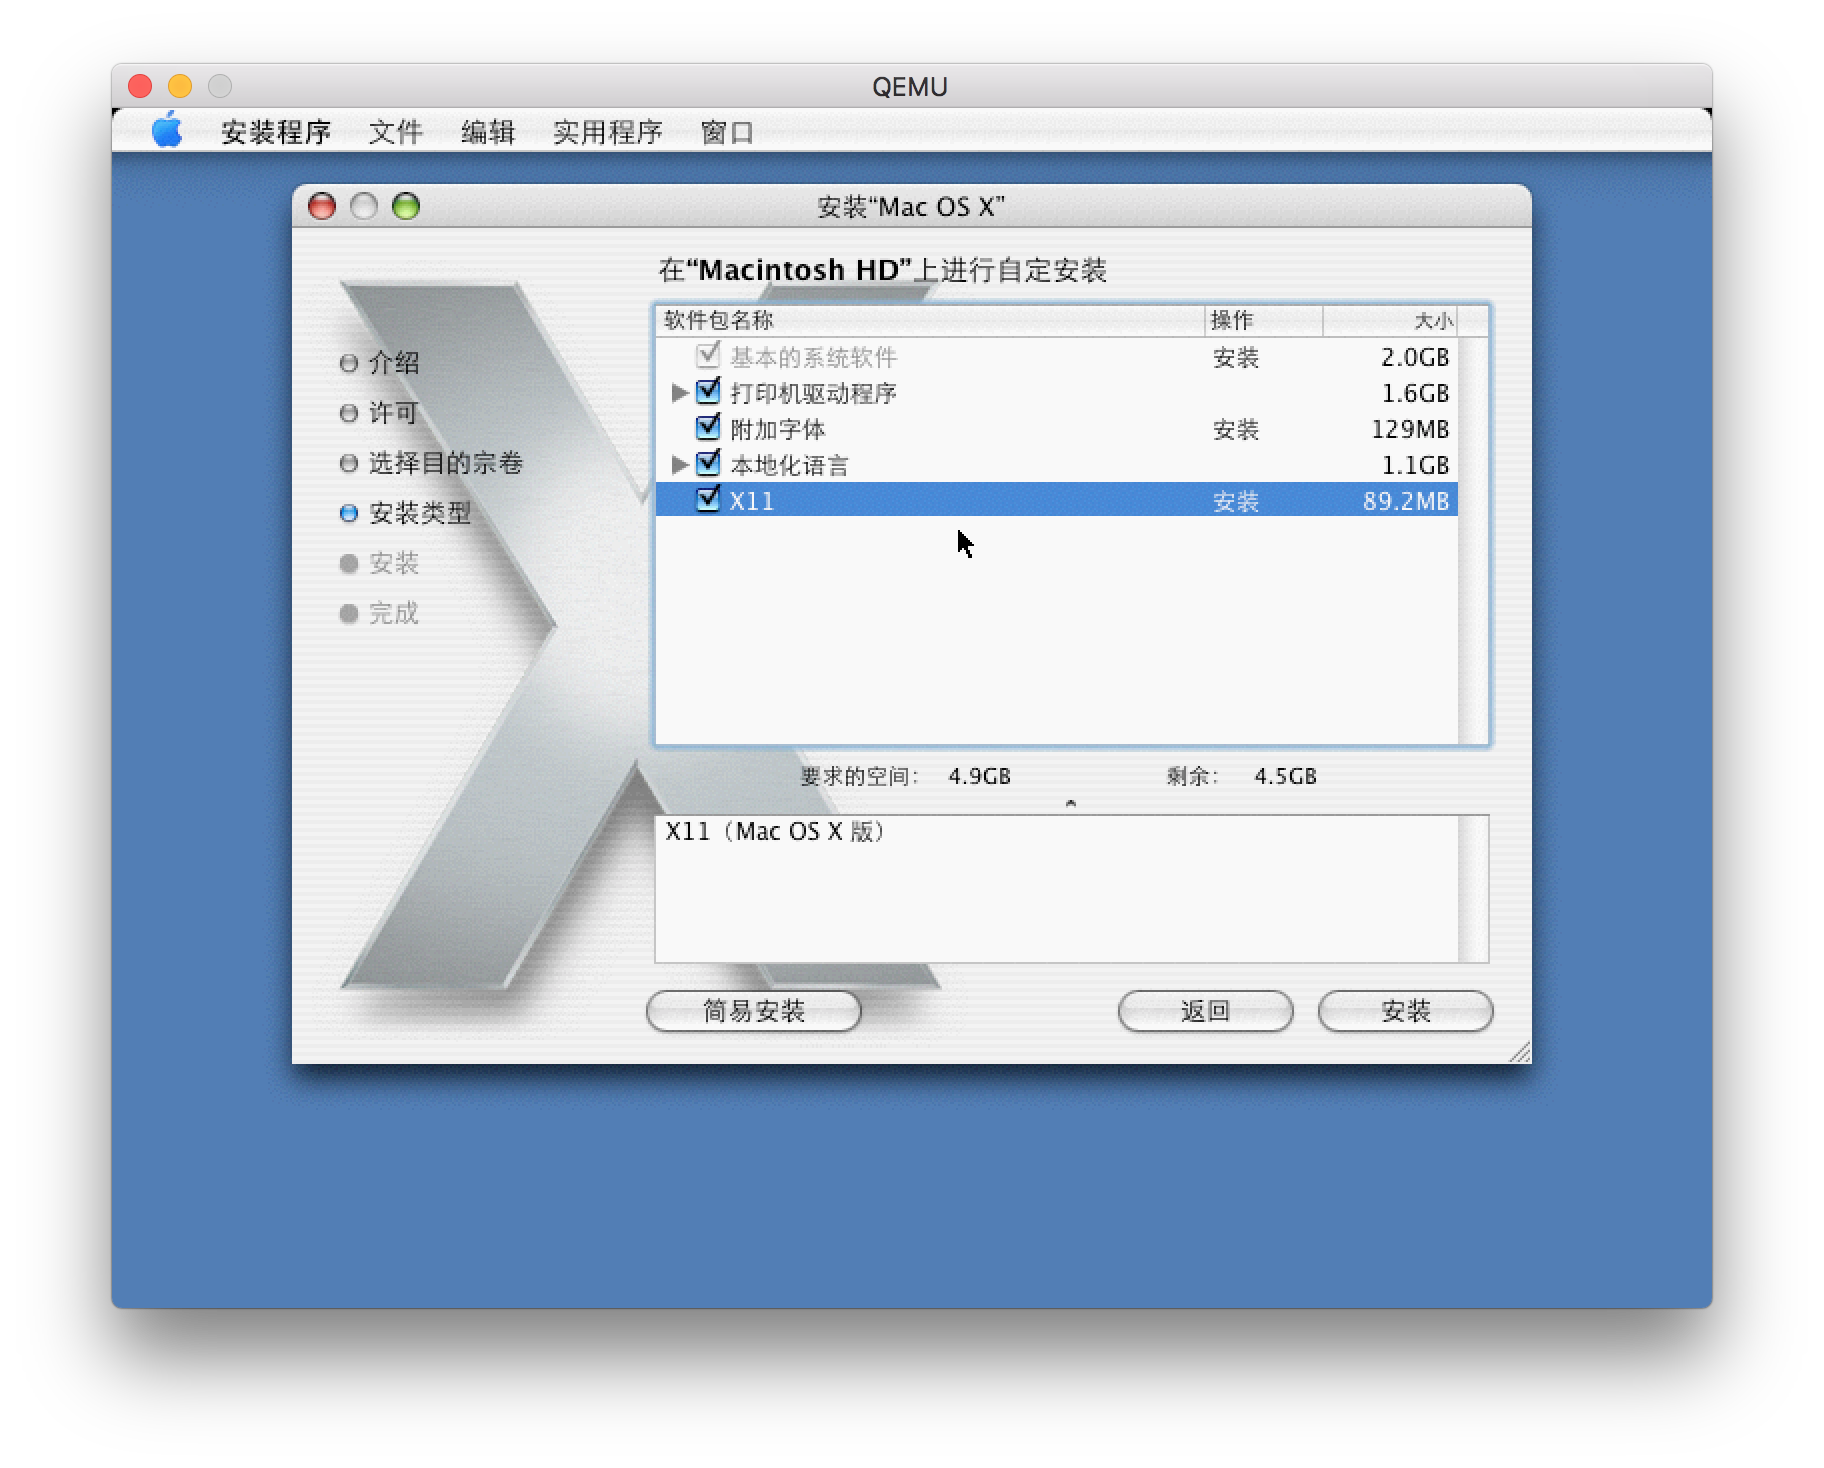 QEMU
安装程序 文件 编辑 实用程序 窗口
安装“Mac OS X”
在“Macintosh HD”上进行自定安装
介绍
许可
选择目的宗卷
安装类型
安装
完成
软件包名称 操作 大小
基本的系统软件 安装 2.0GB
打印机驱动程序 1.6GB
附加字体 安装 129MB
本地化语言 1.1GB
X11 安装 89.2MB
要求的空间： 4.9GB 剩余： 4.5GB
X11（Mac OS X 版）
简易安装 返回 安装